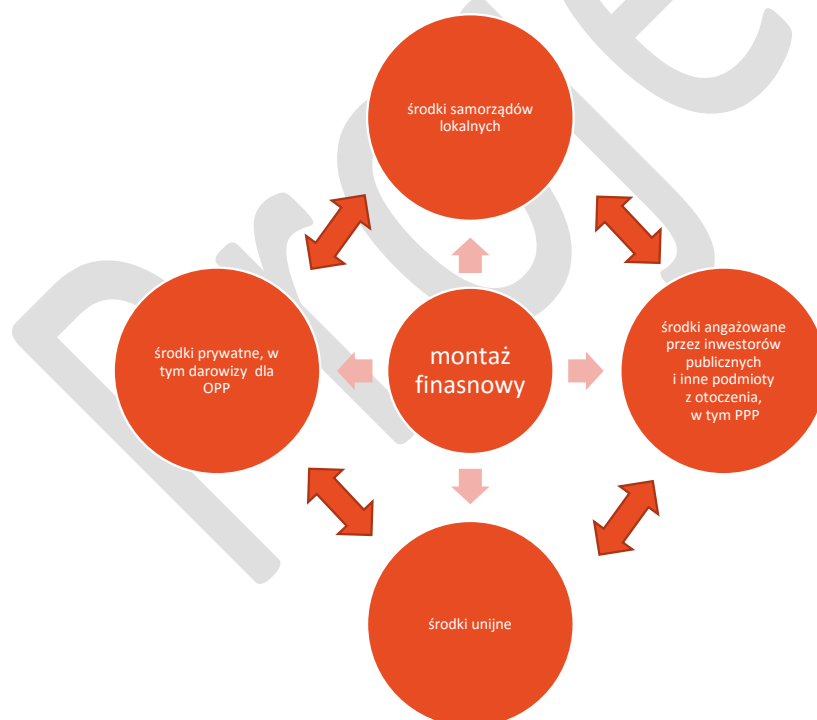 środki samorządów
lokalnych
środki prywatne, w
tym darowizy dla
OPP
montaż
finasnowy
środki angażowane
przez inwestorów
publicznych
i inne podmioty
z otoczenia,
w tym PPP
środki unijne